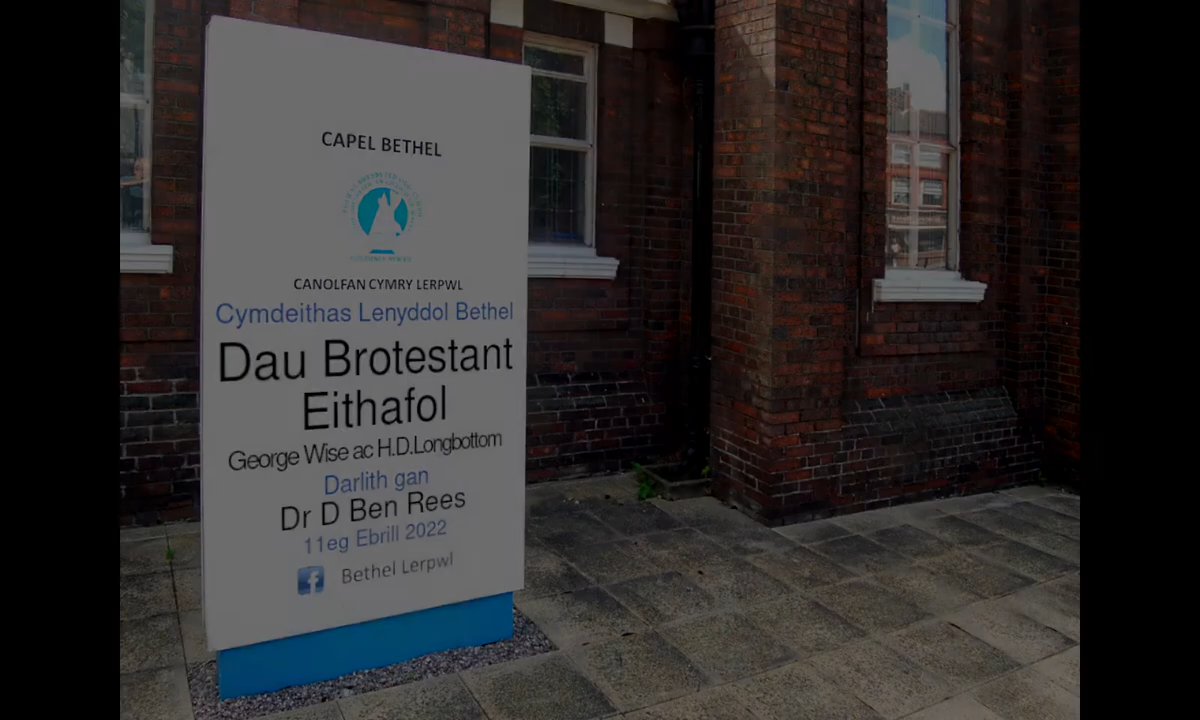 CAPEL BETHEL
CANOLFAN CYMRY LERPWL
Cymdeithas Lenyddol Bethel
Dau Brotestant
Eithafol
George Wise ac H.D.Longbottom
Darlith gan
Dr D Ben Rees
11eg Ebrill 2022
f Bethel Lerpwl